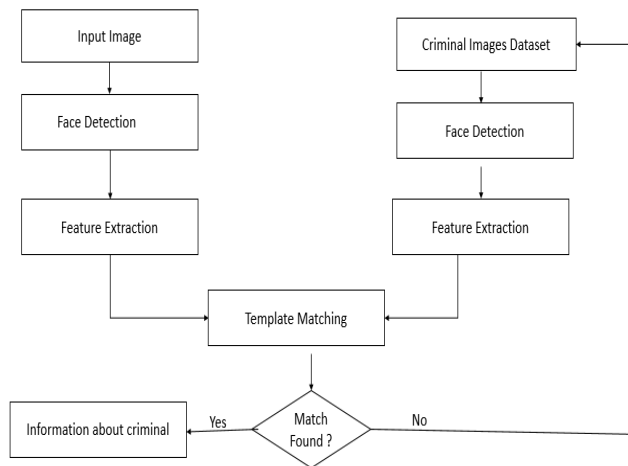 Input Image
Criminal Images Dataset
Face Detection
Face Detection
Feature Extraction
Feature Extraction
Template Matching
Match
Found ?
Yes
No
Information about criminal